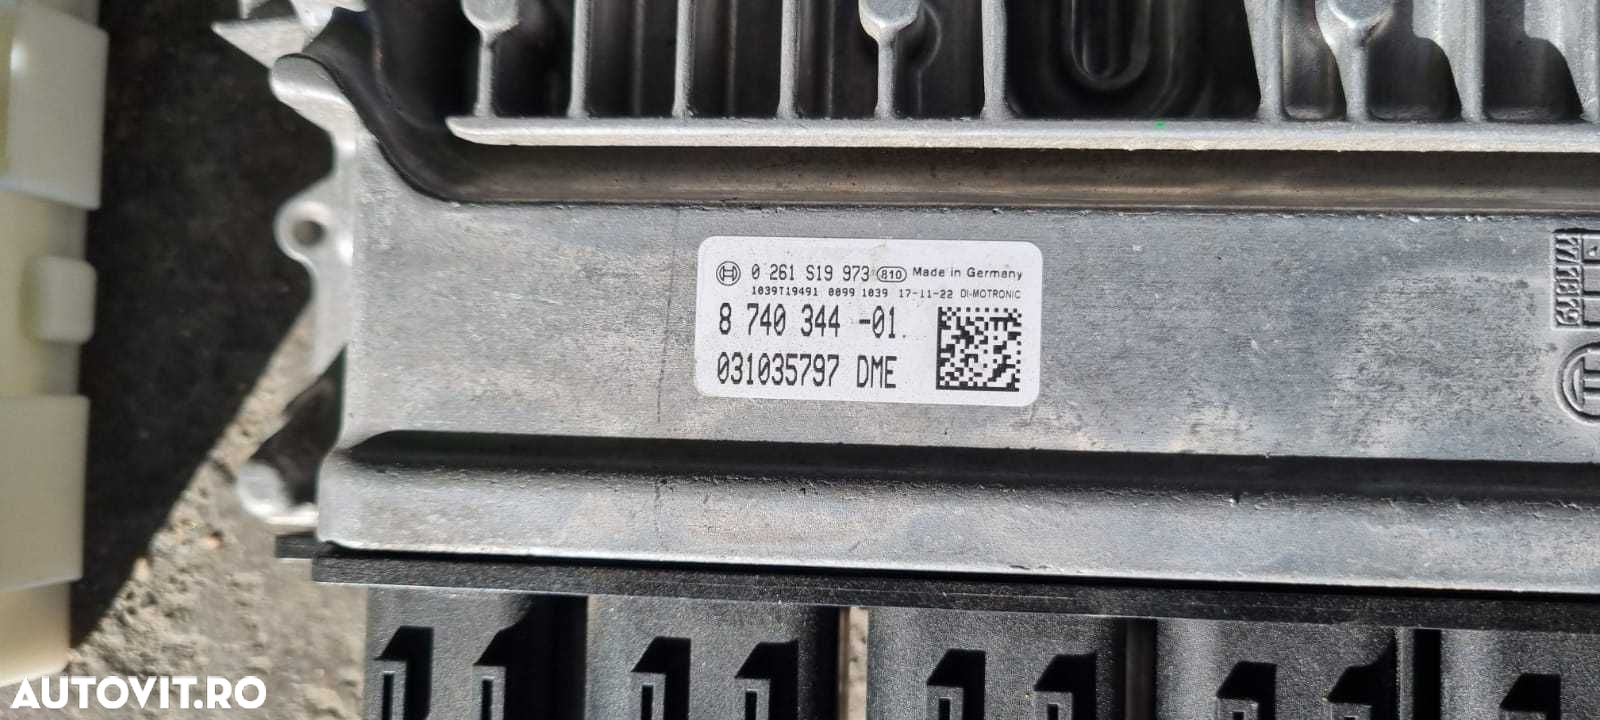 0 261 S19 973 810 Made in Germany
1039T19491 0099 1039 17-11-22 DI-MOTRONIC
8 740 344 -01.
031035797 DME
AUTOVIT.RO